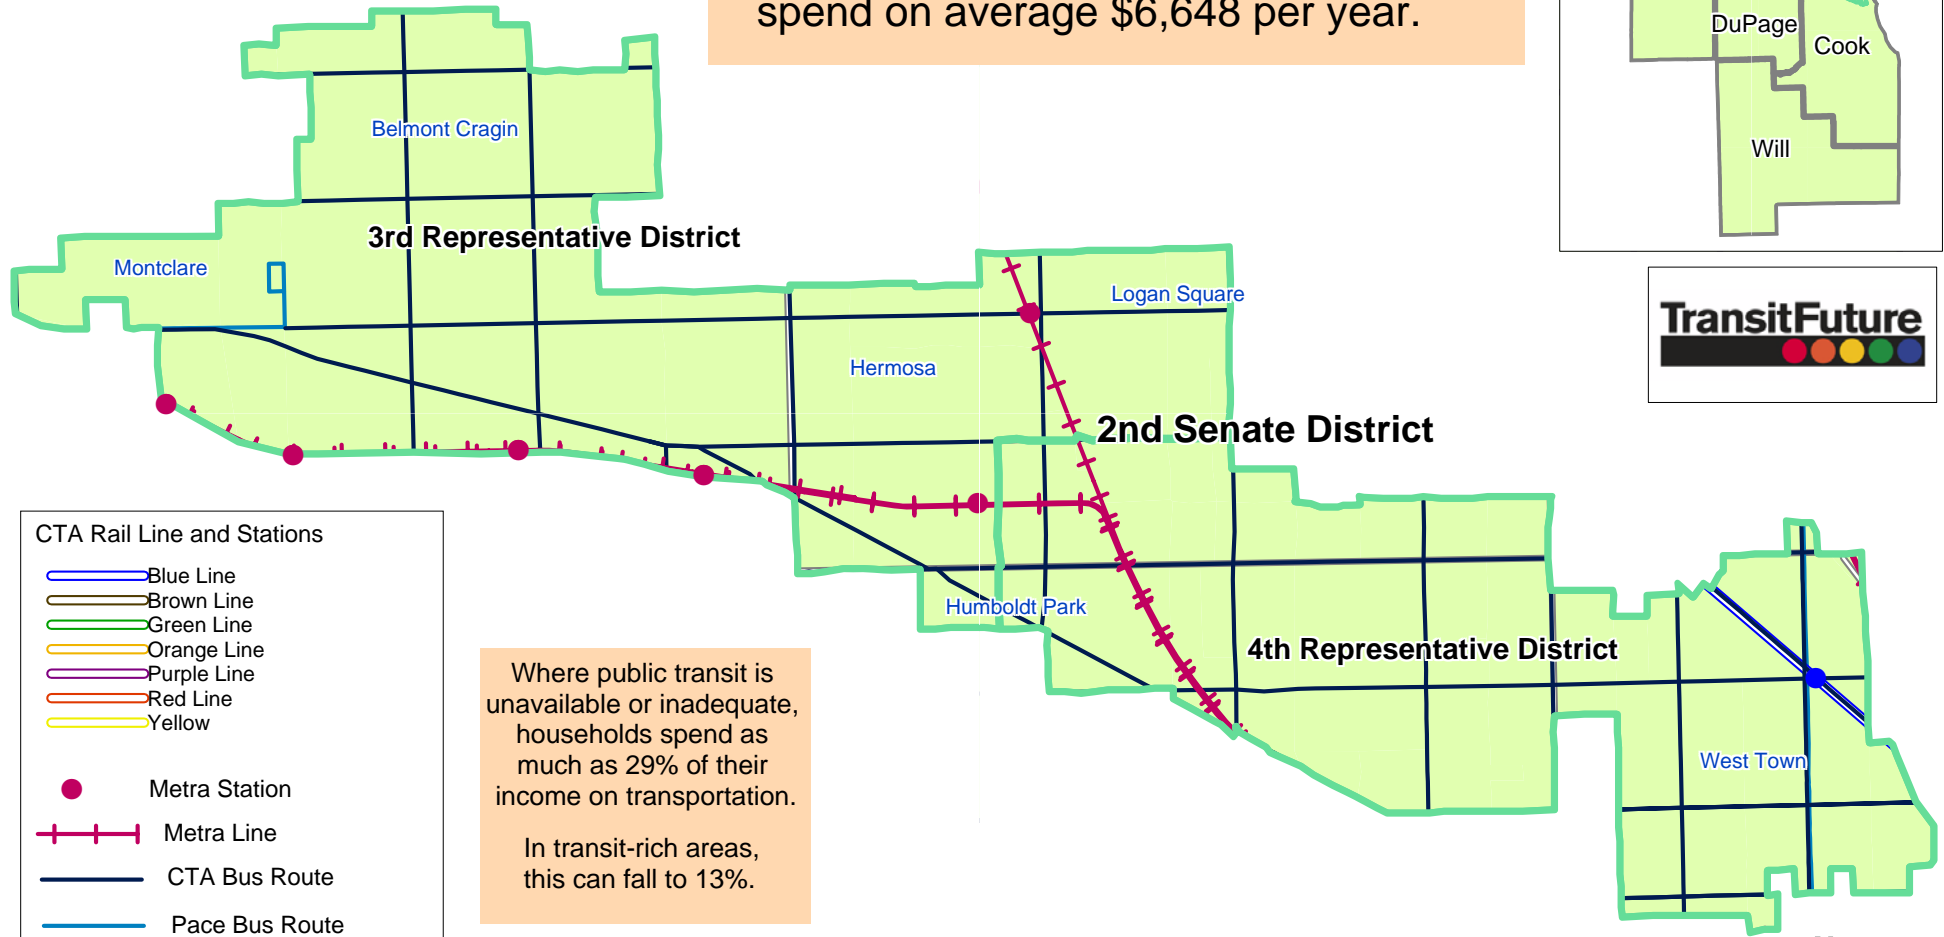 spend on average $6,648 per year.
DuPage
Cook
Will
Belmont Cragin
3rd Representative District
Montclare
Logan Square
TransitFuture
Hermosa
2nd Senate District
CTA Rail Line and Stations
Blue Line
Brown Line
Green Line
Orange Line
Purple Line
Red Line
Yellow
Metra Station
Metra Line
CTA Bus Route
Pace Bus Route
Humboldt Park
4th Representative District
Where public transit is
unavailable or inadequate,
households spend as
much as 29% of their
income on transportation.
In transit-rich areas,
this can fall to 13%.
West Town